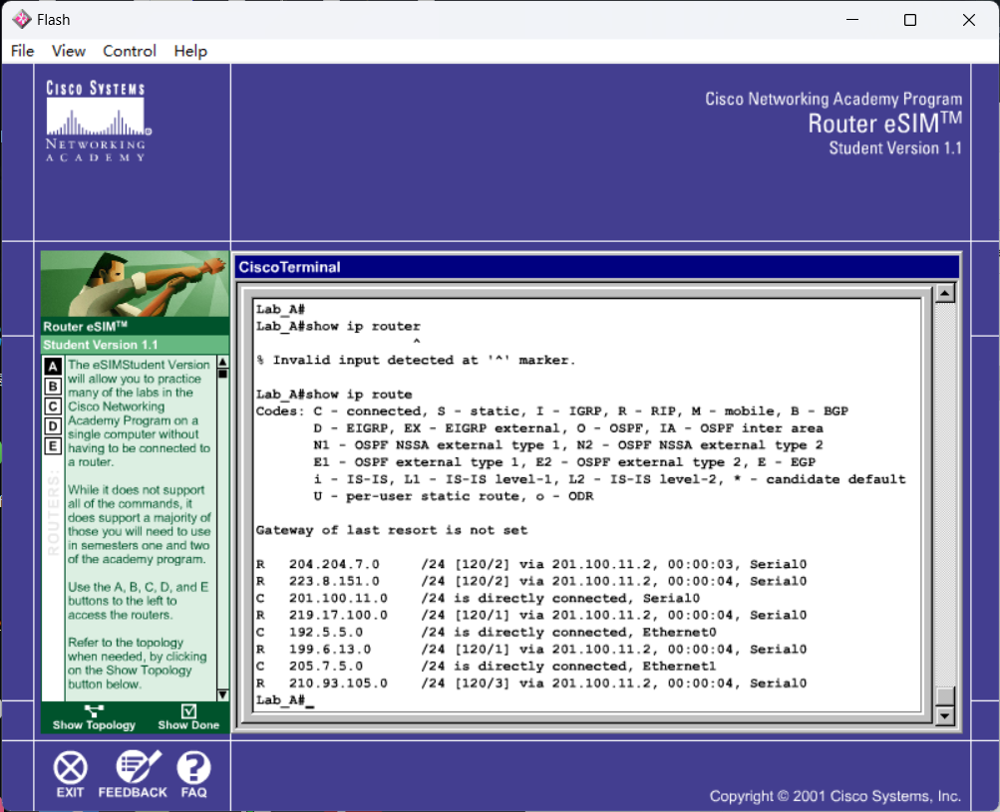 Flash
File View Control Help
CISCO SYSTEMS
NETWORKING
ACADEMY
Cisco Networking Academy Program
Router eSIM™
Student Version 1.1
Router eSIM™
Student Version 1.1
A
B
C
D
E
ROUTERS:
The eSIMStudent Version
will allow you to practice
many of the labs in the
Cisco Networking
Academy Program on a
single computer without
having to be connected to
a router.
While it does not support
all of the commands, it
does support a majority of
those you will need to use
in semesters one and two
of the academy program.
Use the A, B, C, D, and E
buttons to the left to
access the routers.
Refer to the topology
when needed, by clicking
on the Show Topology
button below.
Show Topology Show Done
CiscoTerminal
Lab_A#
Lab_A#show ip router
^
% Invalid input detected at '^' marker.
Lab_A#show ip route
Codes: C - connected, S - static, I - IGRP, R - RIP, M - mobile, B - BGP
D - EIGRP, EX - EIGRP external, O - OSPF, IA - OSPF inter area
N1 - OSPF NSSA external type 1, N2 - OSPF NSSA external type 2
E1 - OSPF external type 1, E2 - OSPF external type 2, E - EGP
i - IS-IS, L1 - IS-IS level-1, L2 - IS-IS level-2, * - candidate default
U - per-user static route, o - ODR
Gateway of last resort is not set
R 204.204.7.0 /24 [120/2] via 201.100.11.2, 00:00:03, Serial0
R 223.8.151.0 /24 [120/2] via 201.100.11.2, 00:00:04, Serial0
C 201.100.11.0 /24 is directly connected, Serial0
R 219.17.100.0 /24 [120/1] via 201.100.11.2, 00:00:04, Serial0
C 192.5.5.0 /24 is directly connected, Ethernet0
R 199.6.13.0 /24 [120/1] via 201.100.11.2, 00:00:04, Serial0
C 205.7.5.0 /24 is directly connected, Ethernet1
R 210.93.105.0 /24 [120/3] via 201.100.11.2, 00:00:04, Serial0
Lab_A#_
EXIT FEEDBACK FAQ
Copyright © 2001 Cisco Systems, Inc.